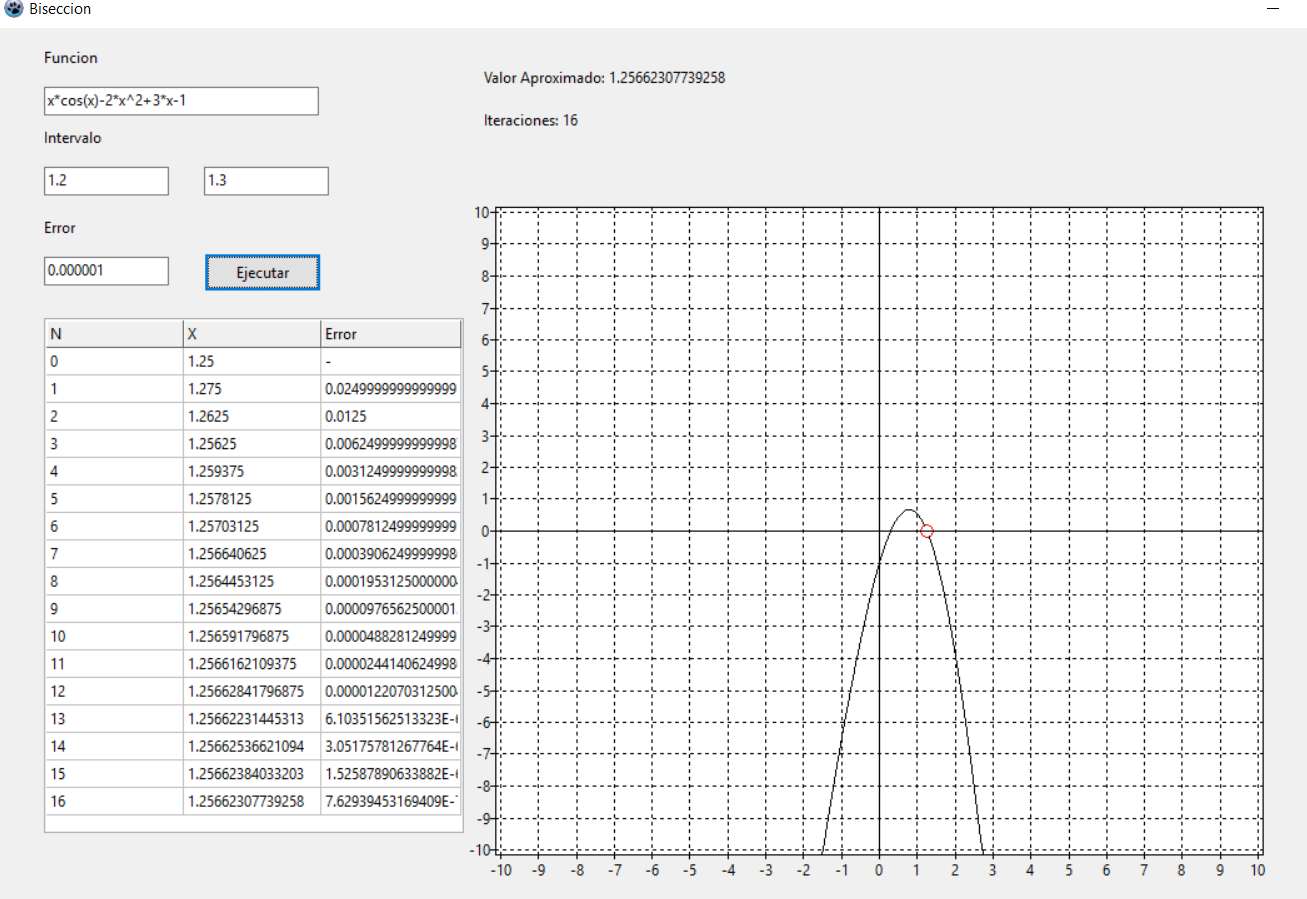 Biseccion
Funcion
x*cos(x)-2*x^2+3*x-1
Intervalo
1.2 1.3
Error
0.000001 Ejecutar
Valor Aproximado: 1.25662307739258
Iteraciones: 16
N X Error
0 1.25 -
1 1.275 0.0249999999999999
2 1.2625 0.0125
3 1.25625 0.0062499999999998
4 1.259375 0.0031249999999998
5 1.2578125 0.0015624999999999
6 1.25703125 0.0007812499999999
7 1.256640625 0.0003906249999998
8 1.2564453125 0.0001953125000004
9 1.25654296875 0.0000976562500001
10 1.256591796875 0.0000488281249999
11 1.2566162109375 0.0000244140624998
12 1.25662841796875 0.0000122070312500
13 1.25662231445313 6.10351562513323E-
14 1.25662536621094 3.05175781267764E-
15 1.25662384033203 1.52587890633882E-
16 1.25662307739258 7.62939453169409E-
10
9
8
7
6
5
4
3
2
1
0
-1
-2
-3
-4
-5
-6
-7
-8
-9
-10
-10 -9 -8 -7 -6 -5 -4 -3 -2 -1 0 1 2 3 4 5 6 7 8 9 10